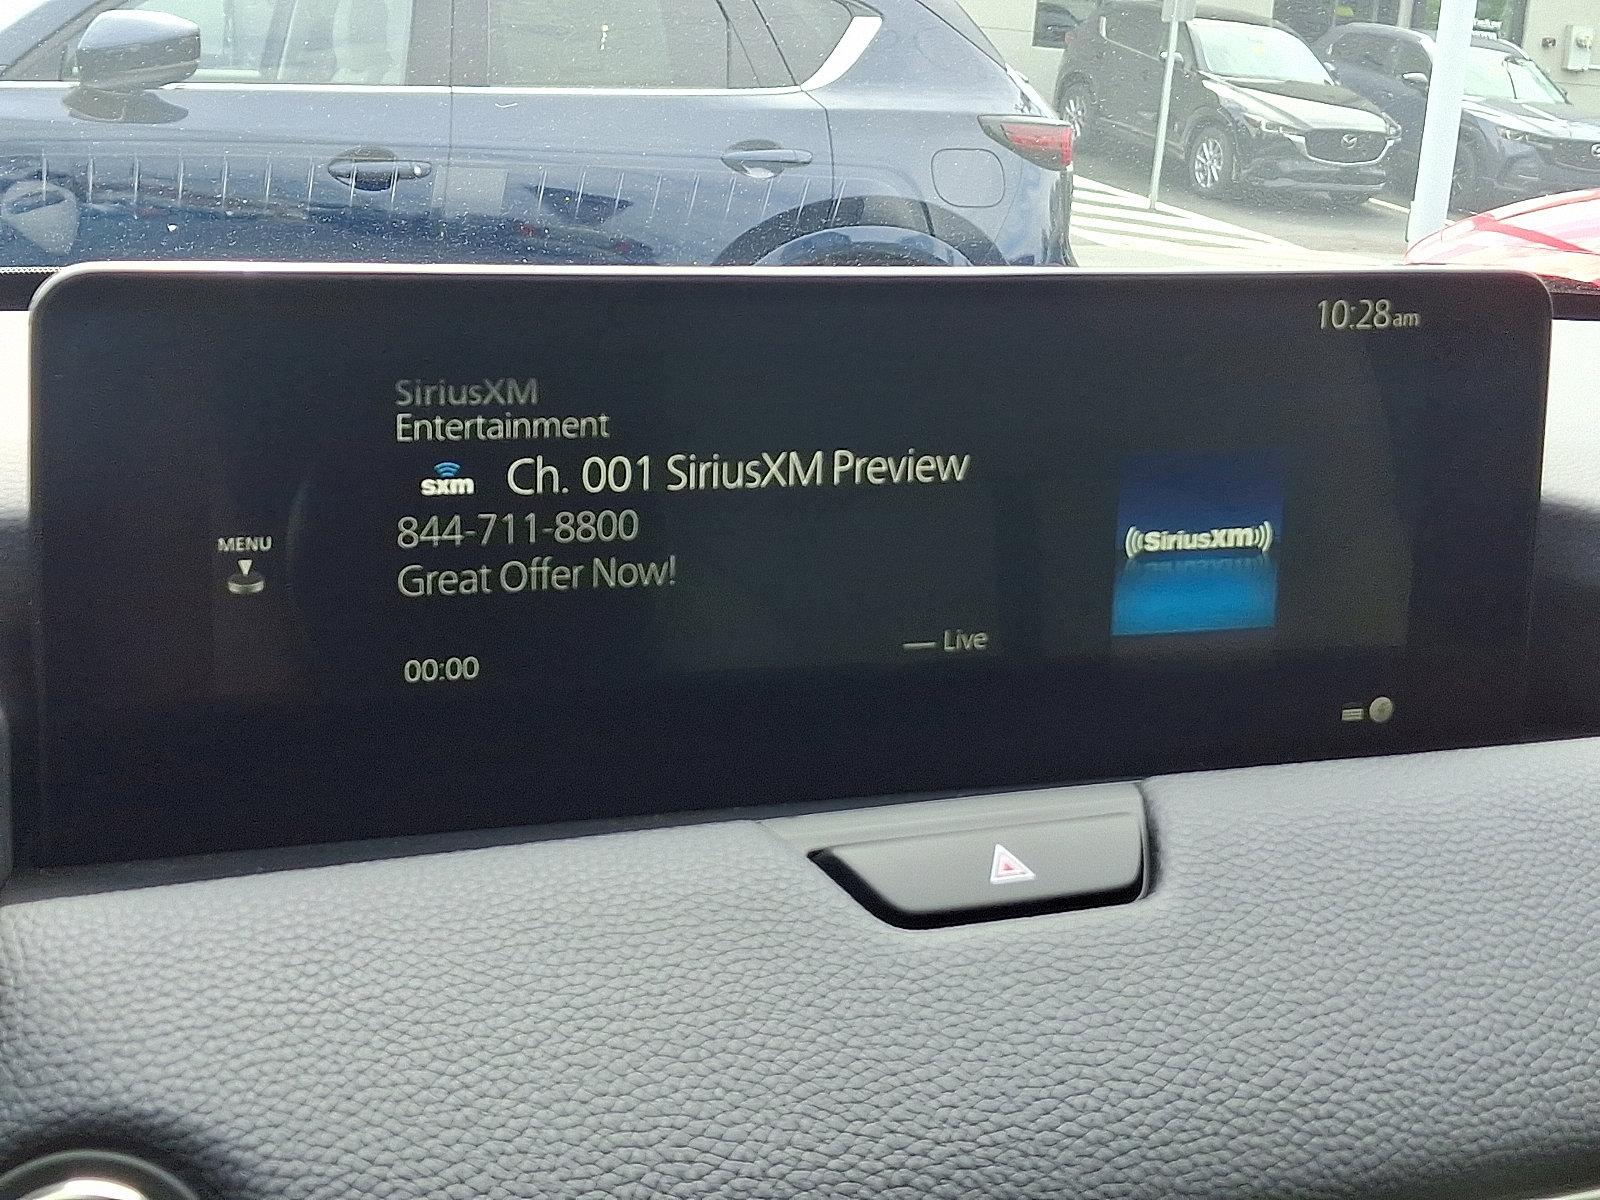 10:28am
SiriusXM
Entertainment
sxm Ch. 001 SiriusXM Preview
844-711-8800
Great Offer Now!
MENU
SiriusXM
Live
00:00